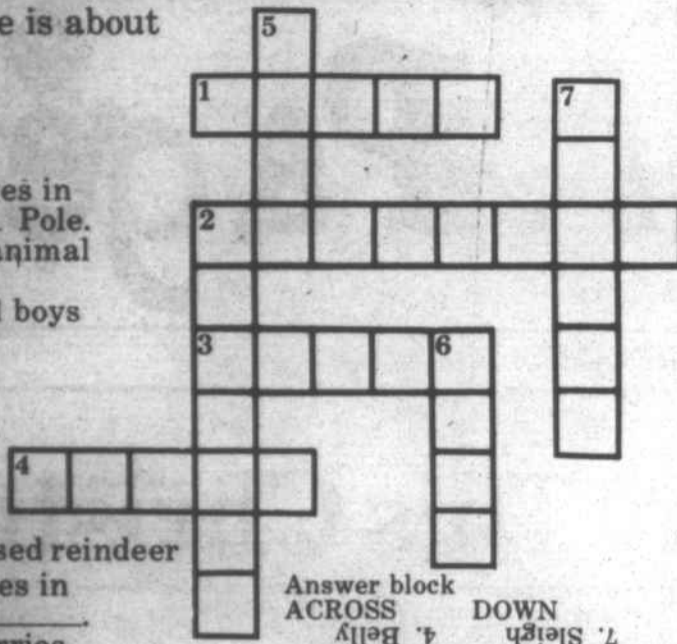 e is about
5
1
7
es in
Pole.
2
animal
boys
3
6
4
sed reindeer
es in
Answer block
ACROSS DOWN
4. Belly
7. Sleigh